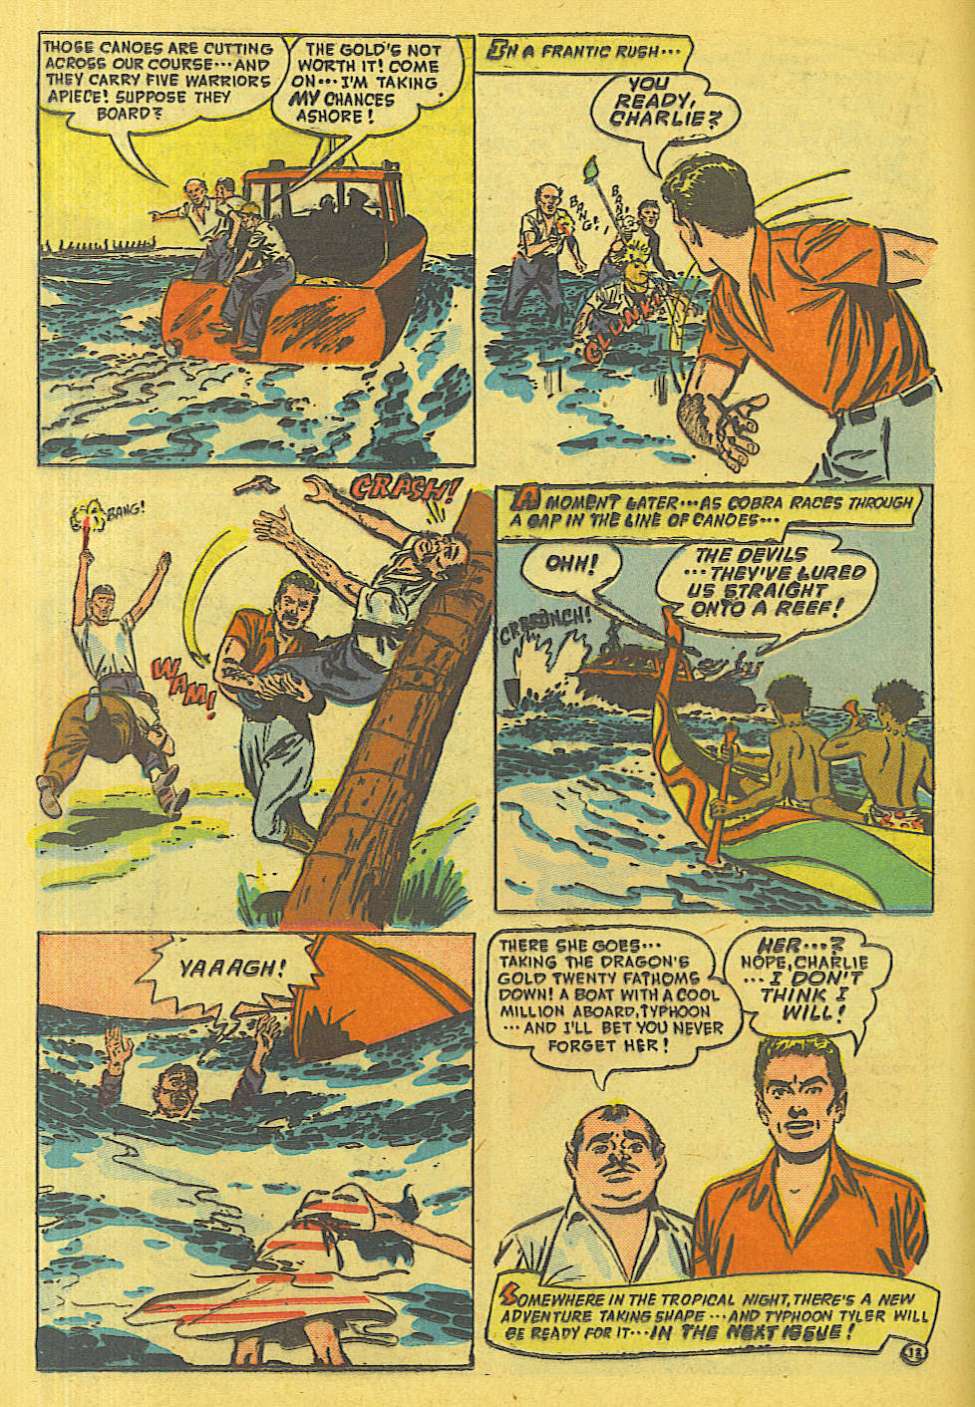 THOSE CANOES ARE CUTTING
ACROSS OUR COURSE---AND
THEY CARRY FIVE WARRIORS
APIECE! SUPPOSE THEY
BOARD?
THE GOLD'S NOT
WORTH IT! COME
ON---I'M TAKING
MY CHANCES
ASHORE!
IN A FRANTIC RUSH---
YOU
READY,
CHARLIE?
BANG!
BANG!
CLUNK!
BANG!
WAM!
CRASH!
A MOMENT LATER---AS COBRA RACES THROUGH
A GAP IN THE LINE OF CANOES---
OHH!
THE DEVILS
---THEY'VE LURED
US STRAIGHT
ONTO A REEF!
CRRRUNCH!
YAAAGH!
THERE SHE GOES---
TAKING THE DRAGON'S
GOLD TWENTY FATHOMS
DOWN! A BOAT WITH A COOL
MILLION ABOARD, TYPHOON
---AND I'LL BET YOU NEVER
FORGET HER!
HER---?
NOPE, CHARLIE
---I DON'T
THINK I
WILL!
SOMEWHERE IN THE TROPICAL NIGHT, THERE'S A NEW
ADVENTURE TAKING SHAPE---AND TYPHOON TYLER WILL
BE READY FOR IT---IN THE NEXT ISSUE!
12